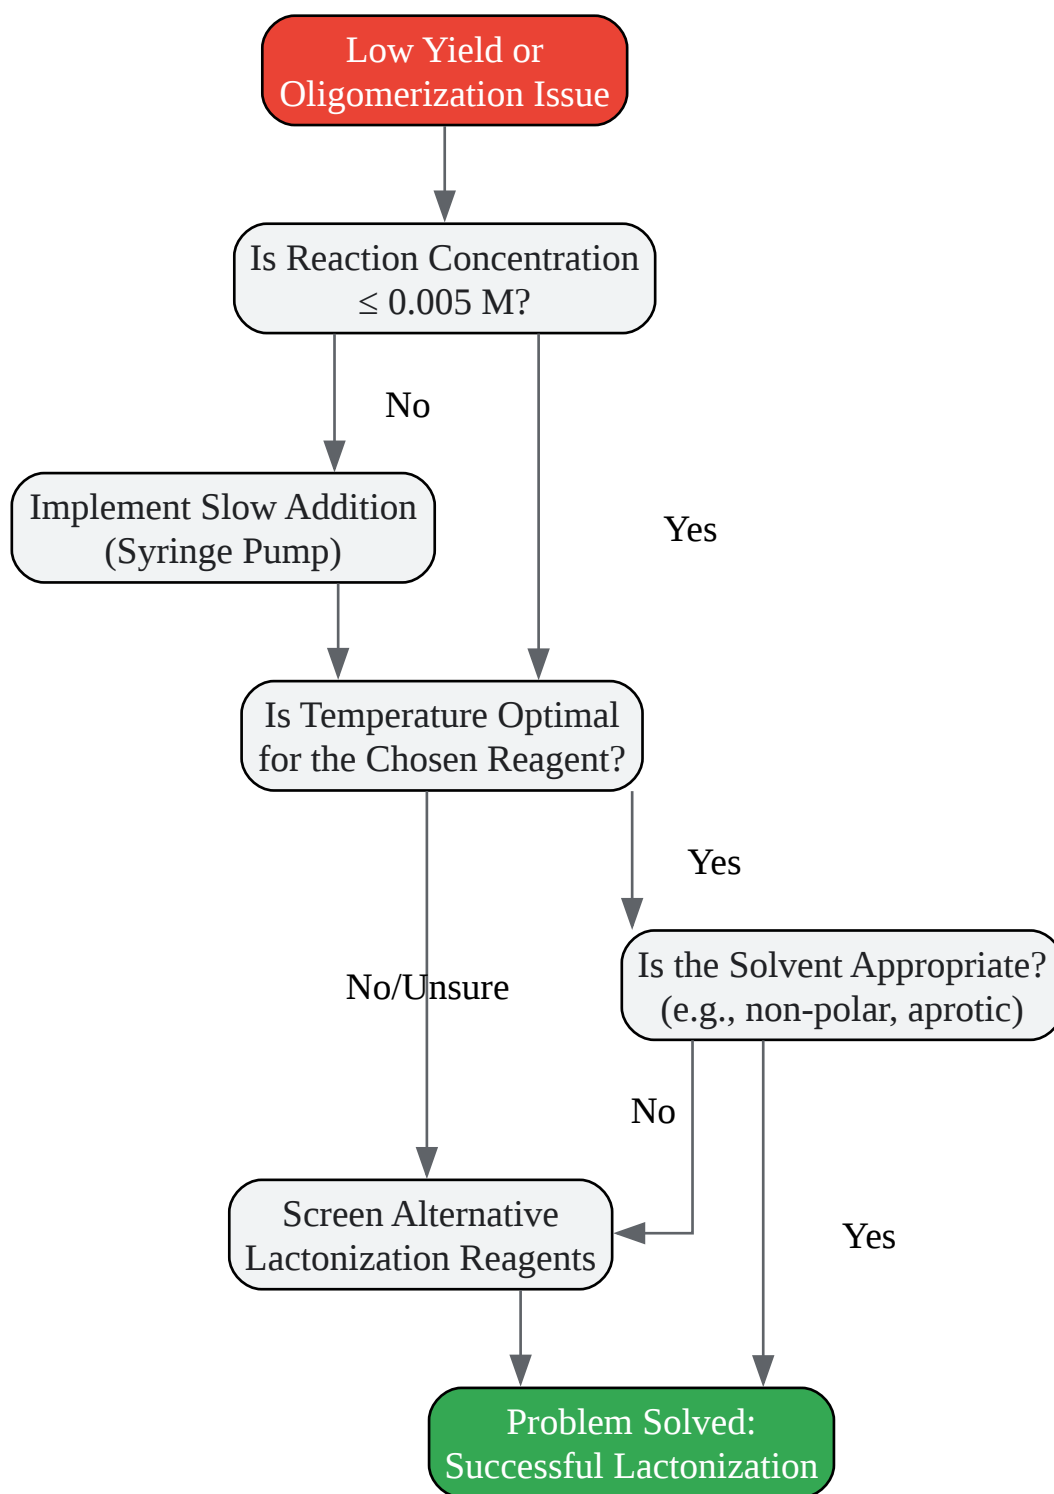 Low Yield or
Oligomerization Issue
Is Reaction Concentration
≤ 0.005 M?
No
Implement Slow Addition
(Syringe Pump)
Yes
Is Temperature Optimal
for the Chosen Reagent?
Yes
Is the Solvent Appropriate?
(e.g., non-polar, aprotic)
No/Unsure
No
Screen Alternative
Lactonization Reagents
Yes
Problem Solved:
Successful Lactonization